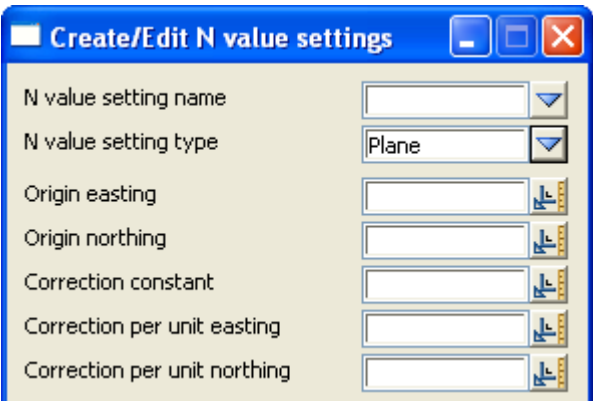 Create/Edit N value settings
N value setting name
N value setting type Plane
Origin easting
Origin northing
Correction constant
Correction per unit easting
Correction per unit northing